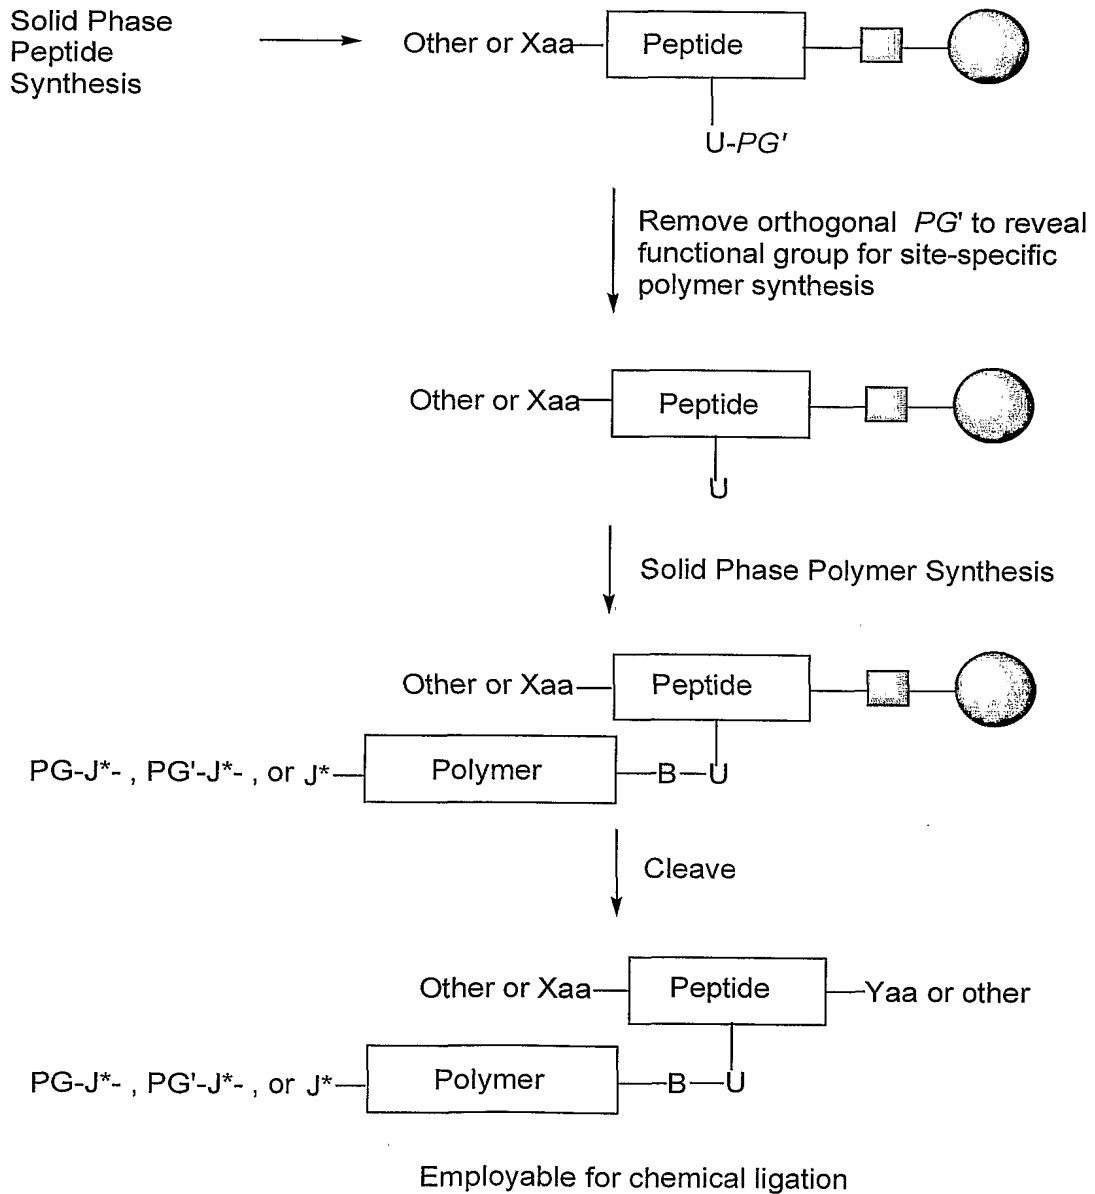 Solid Phase
Peptide
Synthesis
Other or Xaa
Peptide
U-PG'
Remove orthogonal PG' to reveal
functional group for site-specific
polymer synthesis
Other or Xaa
Peptide
U
Solid Phase Polymer Synthesis
Other or Xaa
Peptide
PG-J*- , PG'-J*- , or J*
Polymer
B
U
Cleave
Other or Xaa
Peptide
Yaa or other
PG-J*- , PG'-J*- , or J*
Polymer
B
U
Employable for chemical ligation